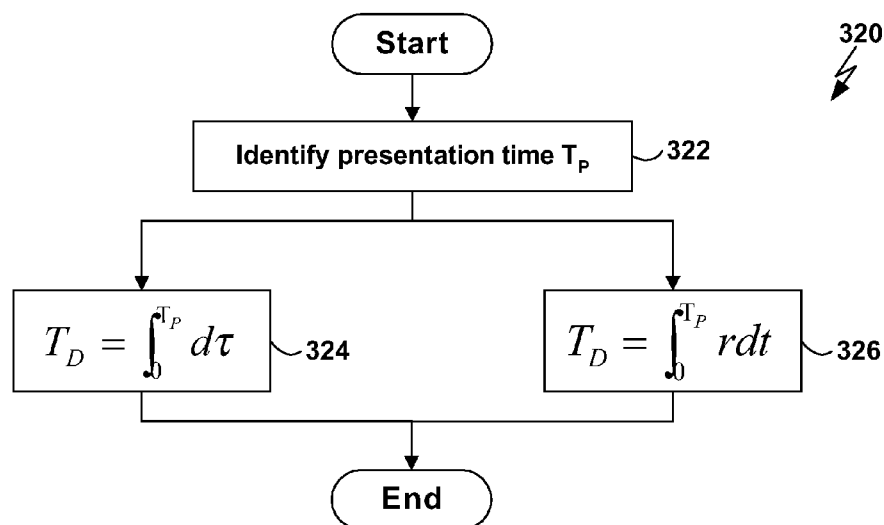 Start
320
Identify presentation time T_P
322
T_D = ∫_0^{T_P} dτ
324
T_D = ∫_0^{T_P} rdt
326
End